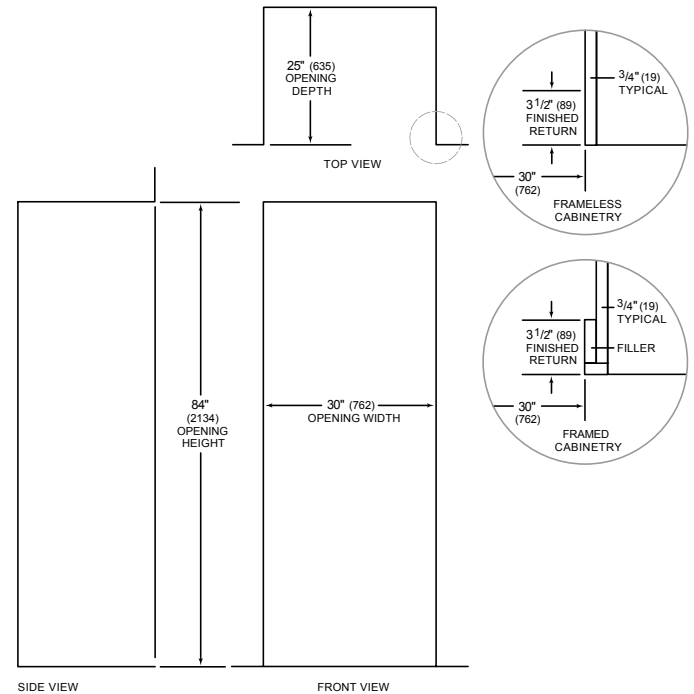 25" (635)
OPENING
DEPTH
TOP VIEW
3/4" (19)
TYPICAL
3 1/2" (89)
FINISHED
RETURN
30"
(762)
FRAMELESS
CABINETRY
3/4" (19)
TYPICAL
3 1/2" (89)
FINISHED
RETURN
FILLER
30"
(762)
FRAMED
CABINETRY
84"
(2134)
OPENING
HEIGHT
30" (762)
OPENING WIDTH
SIDE VIEW
FRONT VIEW